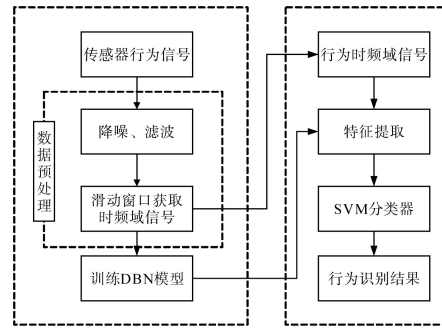 传感器行为信号
数据预处理
降噪、滤波
滑动窗口获取
时频域信号
训练DBN模型
行为时频域信号
特征提取
SVM分类器
行为识别结果